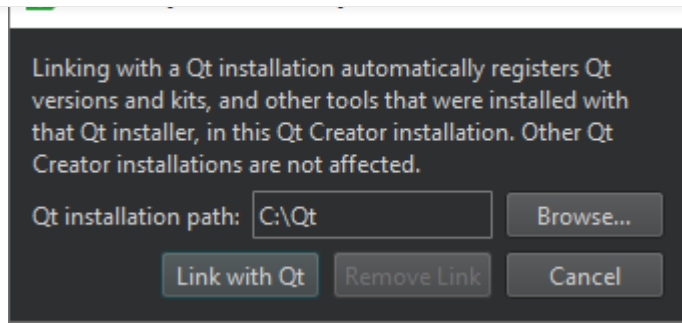 Linking with a Qt installation automatically registers Qt
versions and kits, and other tools that were installed with
that Qt installer, in this Qt Creator installation. Other Qt
Creator installations are not affected.
Qt installation path: C:\Qt Browse...
Link with Qt Remove Link Cancel